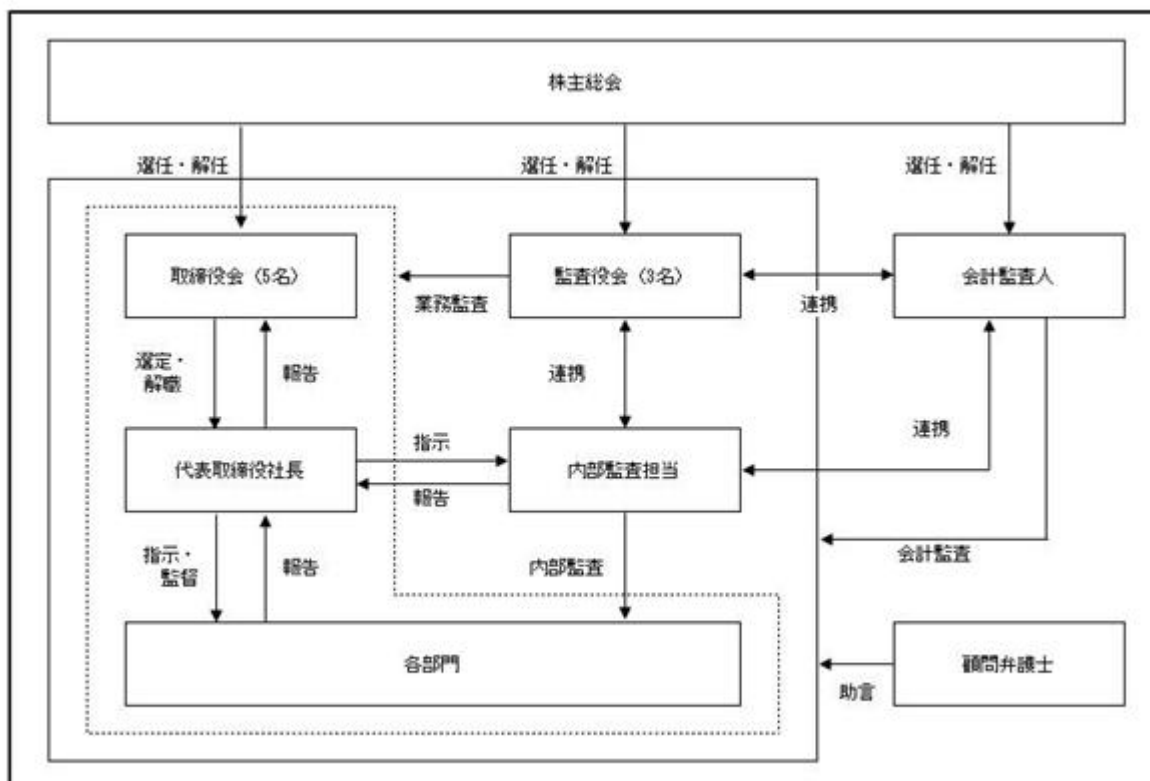 株主総会
選任・解任
選任・解任
選任・解任
取締役会（5名）
監査役会（3名）
会計監査人
業務監査
連携
選定・
解職
報告
連携
連携
指示
代表取締役社長
内部監査担当
報告
指示・
監督
報告
内部監査
会計監査
各部門
顧問弁護士
助言